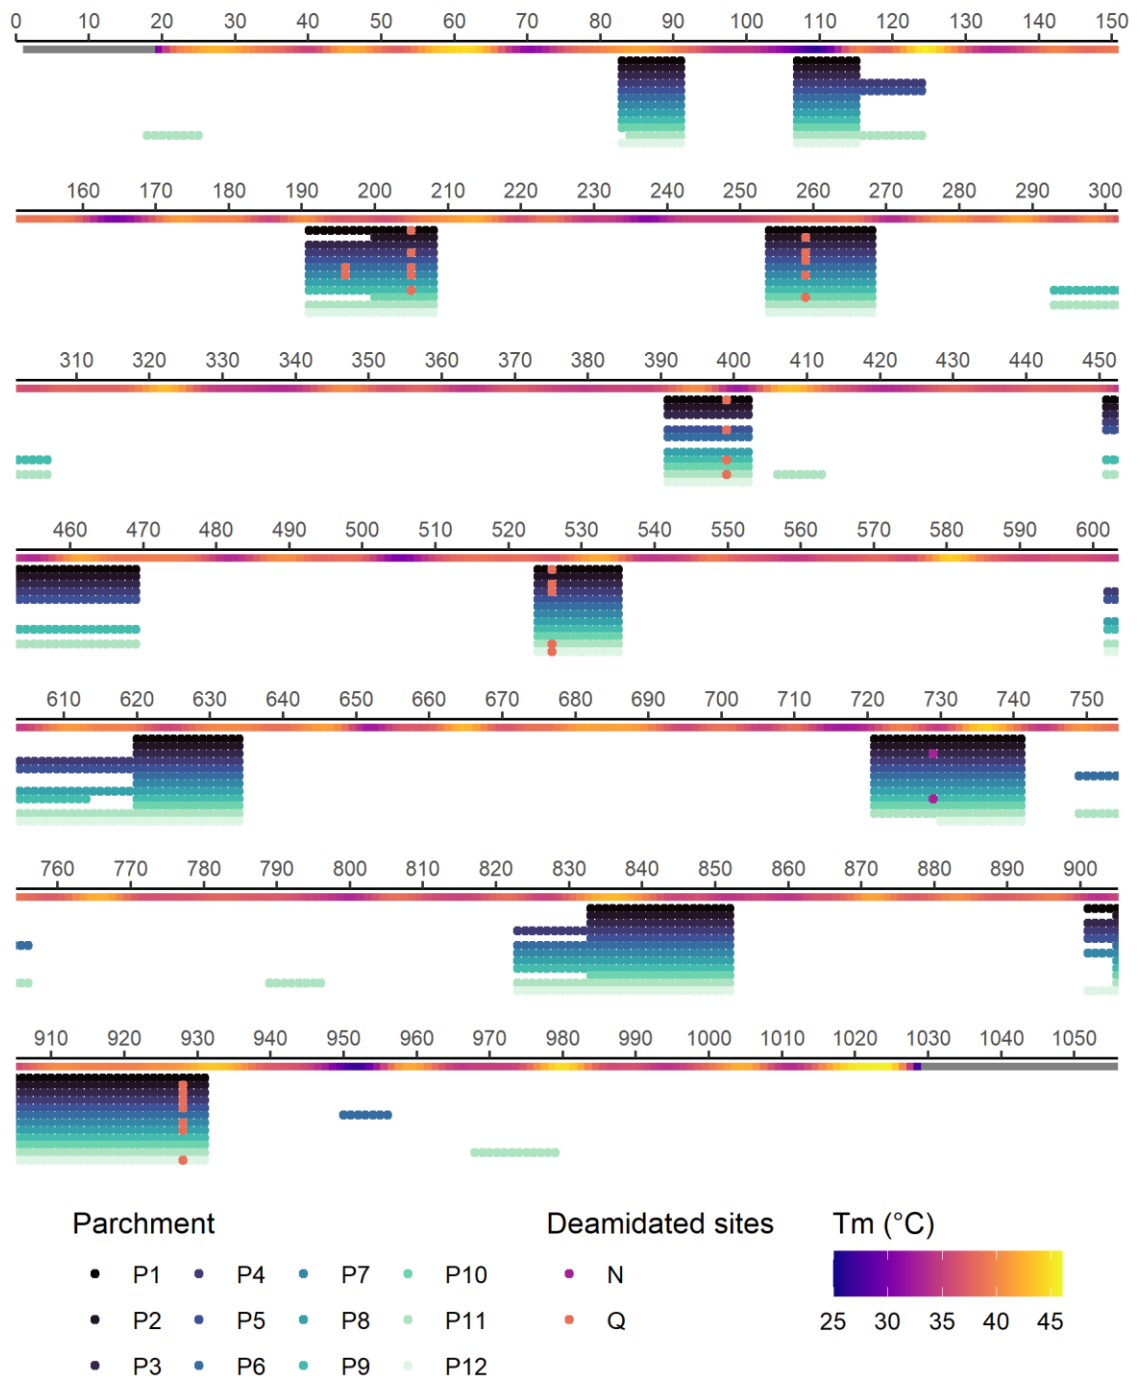 0 10 20 30 40 50 60 70 80 90 100 110 120 130 140 150
160 170 180 190 200 210 220 230 240 250 260 270 280 290 300
310 320 330 340 350 360 370 380 390 400 410 420 430 440 450
460 470 480 490 500 510 520 530 540 550 560 570 580 590 600
610 620 630 640 650 660 670 680 690 700 710 720 730 740 750
760 770 780 790 800 810 820 830 840 850 860 870 880 890 900
910 920 930 940 950 960 970 980 990 1000 1010 1020 1030 1040 1050
Parchment Deamidated sites Tm (°C)
P1 P4 P7 P10 N
P2 P5 P8 P11 Q 25 30 35 40 45
P3 P6 P9 P12